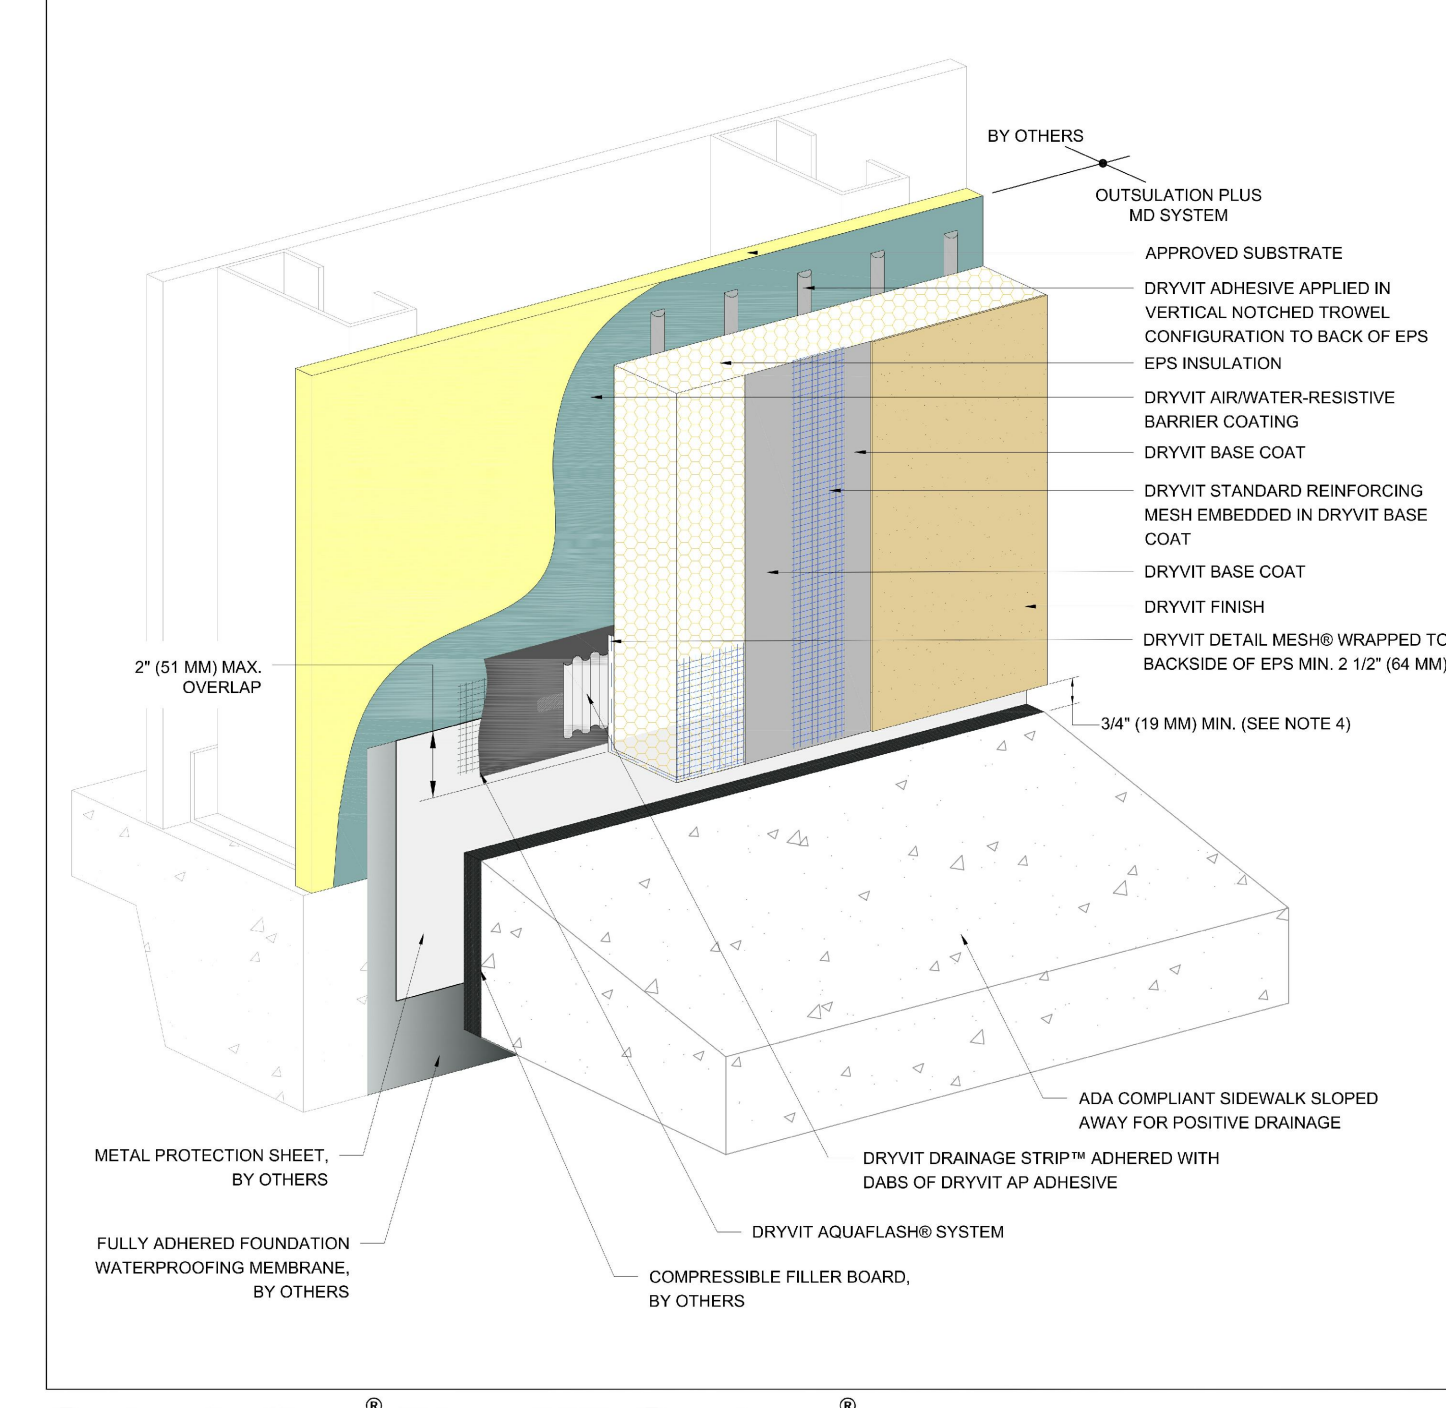 BY OTHERS
OUTSULATION PLUS
MD SYSTEM
APPROVED SUBSTRATE
DRYVIT ADHESIVE APPLIED IN
VERTICAL NOTCHED TROWEL
CONFIGURATION TO BACK OF EPS
EPS INSULATION
DRYVIT AIR/WATER-RESISTIVE
BARRIER COATING
DRYVIT BASE COAT
DRYVIT STANDARD REINFORCING
MESH EMBEDDED IN DRYVIT BASE
COAT
DRYVIT BASE COAT
DRYVIT FINISH
DRYVIT DETAIL MESH® WRAPPED TO
BACKSIDE OF EPS MIN. 2 1/2" (64 MM)
2" (51 MM) MAX.
OVERLAP
3/4" (19 MM) MIN. (SEE NOTE 4)
ADA COMPLIANT SIDEWALK SLOPED
AWAY FOR POSITIVE DRAINAGE
METAL PROTECTION SHEET,
BY OTHERS
DRYVIT DRAINAGE STRIP™ ADHERED WITH
DABS OF DRYVIT AP ADHESIVE
DRYVIT AQUAFLASH® SYSTEM
FULLY ADHERED FOUNDATION
WATERPROOFING MEMBRANE,
BY OTHERS
COMPRESSIBLE FILLER BOARD,
BY OTHERS
® ®